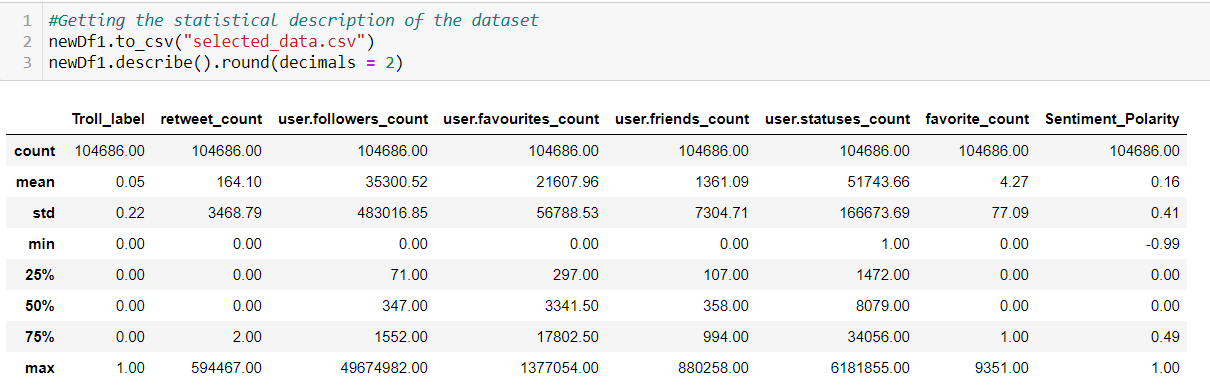 1 #Getting the statistical description of the dataset
2 newDf1.to_csv("selected_data.csv")
3 newDf1.describe().round(decimals = 2)
Troll_label retweet_count user.followers_count user.favourites_count user.friends_count user.statuses_count favorite_count Sentiment_Polarity
count 104686.00 104686.00 104686.00 104686.00 104686.00 104686.00 104686.00 104686.00
mean 0.05 164.10 35300.52 21607.96 1361.09 51743.66 4.27 0.16
std 0.22 3468.79 483016.85 56788.53 7304.71 166673.69 77.09 0.41
min 0.00 0.00 0.00 0.00 0.00 1.00 0.00 -0.99
25% 0.00 0.00 71.00 297.00 107.00 1472.00 0.00 0.00
50% 0.00 0.00 347.00 3341.50 358.00 8079.00 0.00 0.00
75% 0.00 2.00 1552.00 17802.50 994.00 34056.00 1.00 0.49
max 1.00 594467.00 49674982.00 1377054.00 880258.00 6181855.00 9351.00 1.00